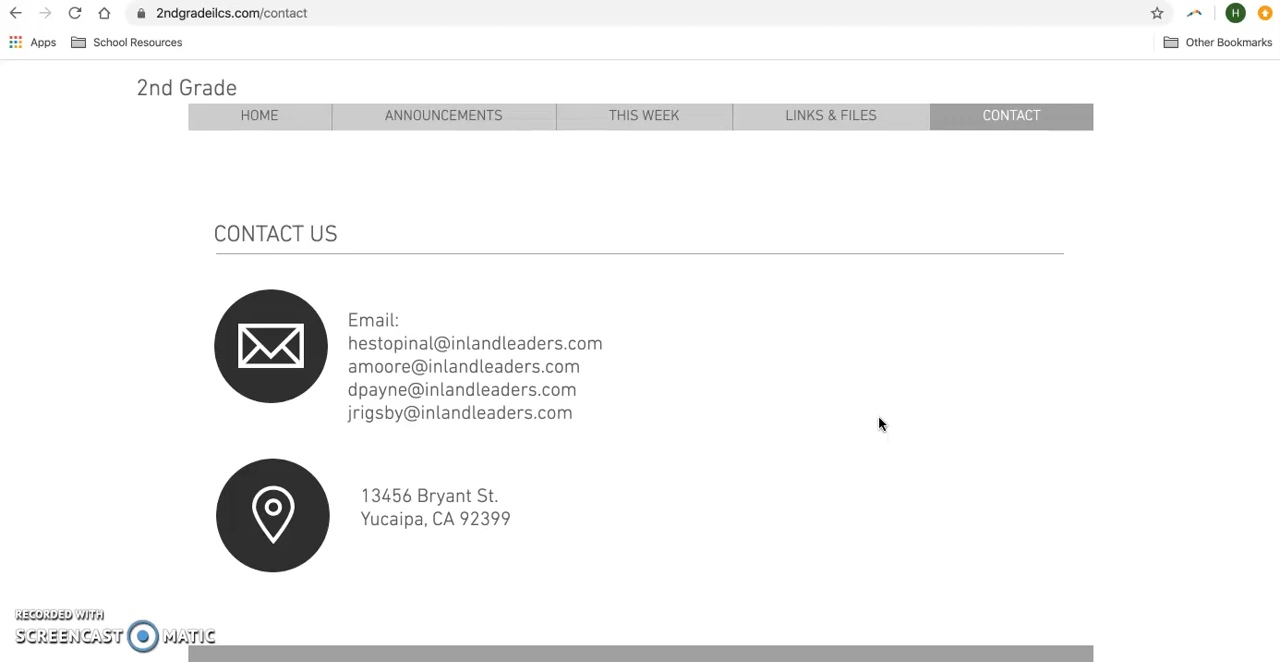 2ndgradeilcs.com/contact
H
Apps School Resources Other Bookmarks
2nd Grade
HOME ANNOUNCEMENTS THIS WEEK LINKS & FILES CONTACT
CONTACT US
Email:
hestopinal@inlandleaders.com
amoore@inlandleaders.com
dpayne@inlandleaders.com
jrigsby@inlandleaders.com
13456 Bryant St.
Yucaipa, CA 92399
RECORDED WITH
SCREENCAST MATIC